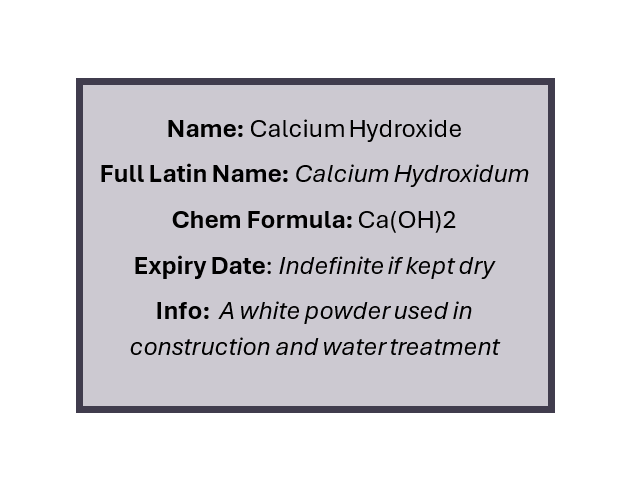 Name: Calcium Hydroxide
Full Latin Name: Calcium Hydroxidum
Chem Formula: Ca(OH)2
Expiry Date: Indefinite if kept dry
Info: A white powder used in
construction and water treatment